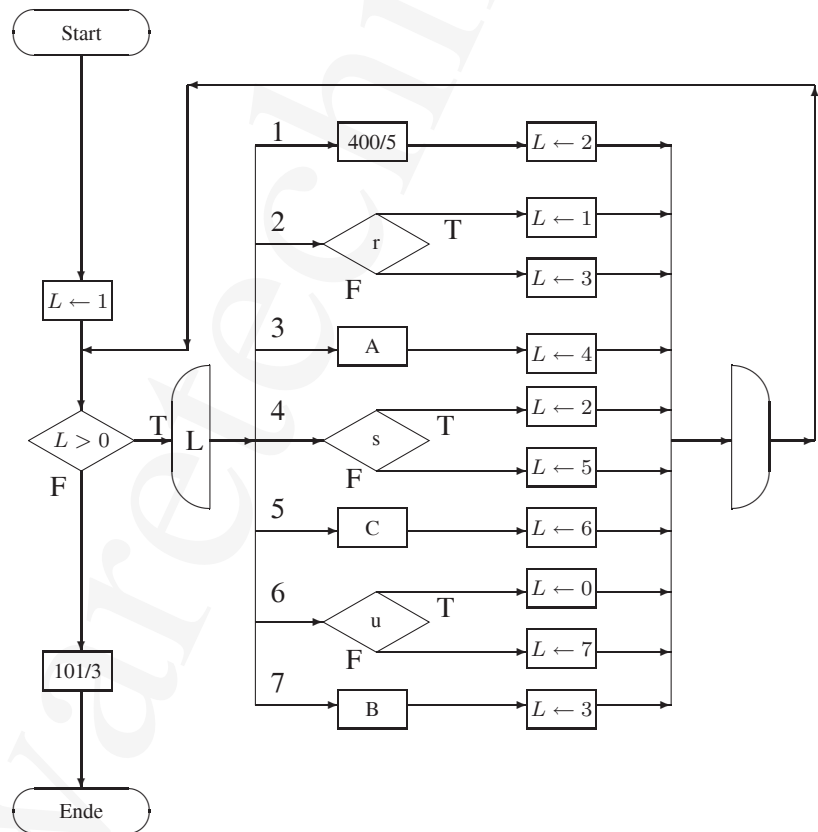 Start
1
400/5
L ← 2
2
r
T
L ← 1
F
L ← 3
L ← 1
3
A
L ← 4
4
s
T
L ← 2
F
L ← 5
L > 0
T
L
F
5
C
L ← 6
6
u
T
L ← 0
F
L ← 7
101/3
7
B
L ← 3
Ende